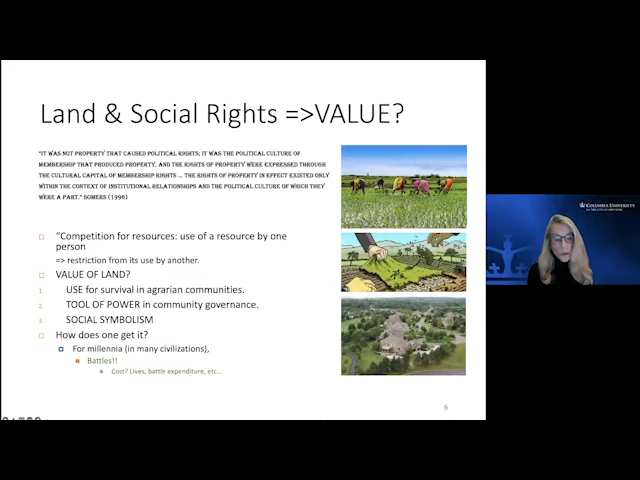 Land & Social Rights =>VALUE?
"IT WAS NOT PROPERTY THAT CAUSED POLITICAL RIGHTS; IT WAS THE POLITICAL CULTURE OF
MEMBERSHIP THAT PRODUCED PROPERTY, AND THE RIGHTS OF PROPERTY WERE EXPRESSED THROUGH
THE CULTURAL CAPITAL OF MEMBERSHIP RIGHTS ... THE RIGHTS OF PROPERTY IN EFFECT EXISTED ONLY
WITHIN THE CONTEXT OF INSTITUTIONAL RELATIONSHIPS AND THE POLITICAL CULTURE OF WHICH THEY
WERE A PART." SOMERS (1996)
"Competition for resources: use of a resource by one
person
=> restriction from its use by another.
VALUE OF LAND?
1. USE for survival in agrarian communities.
2. TOOL OF POWER in community governance.
3. SOCIAL SYMBOLISM
How does one get it?
For millennia (in many civilizations),
Battles!!
Cost? Lives, battle expenditure, etc...
6
COLUMBIA UNIVERSITY
IN THE CITY OF NEW YORK